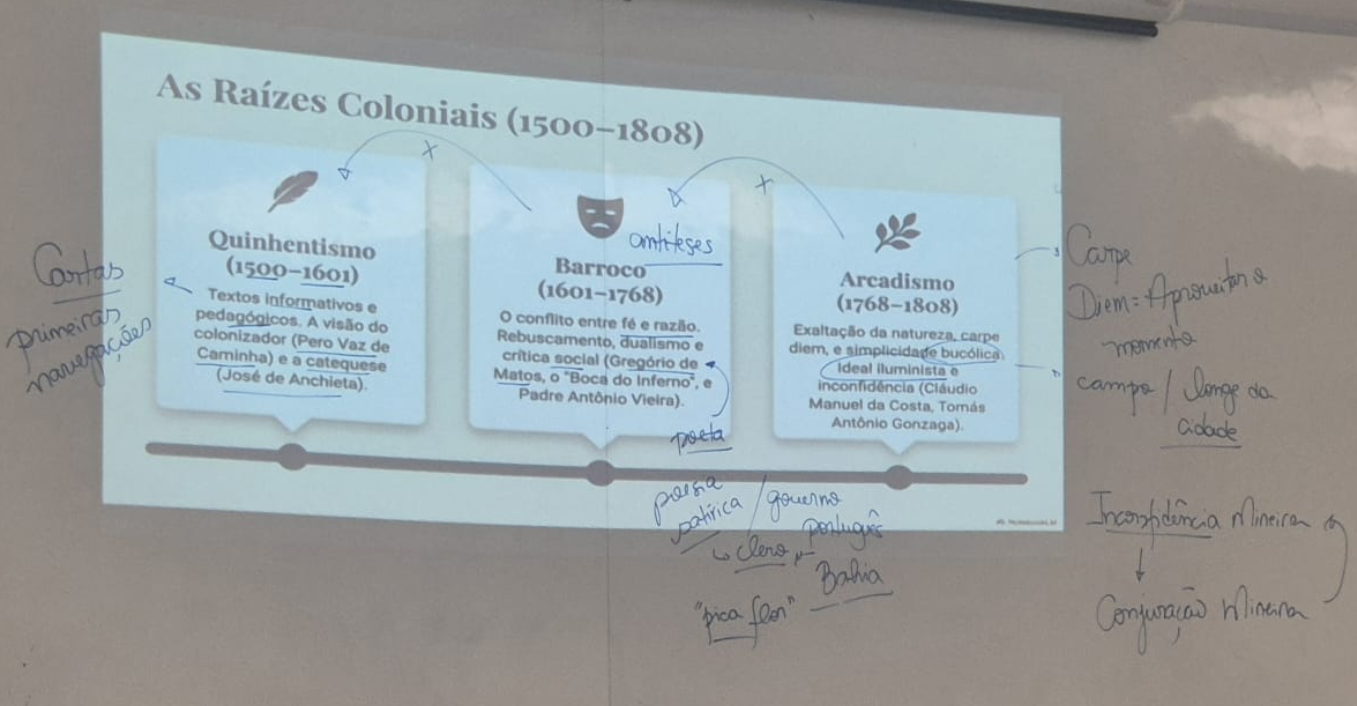 As Raízes Coloniais (1500–1808)
x
x
Quinhentismo
(1500–1601)
Textos informativos e
pedagógicos. A visão do
colonizador (Pero Vaz de
Caminha) e a catequese
(José de Anchieta).
Cartas
primeiras
navegações
antíteses
Barroco
(1601–1768)
O conflito entre fé e razão.
Rebuscamento, dualismo e
crítica social (Gregório de
Matos, o "Boca do Inferno", e
Padre Antônio Vieira).
poeta
poesia
satírica / governo
português
clero
Bahia
"pica flor"
Arcadismo
(1768–1808)
Exaltação da natureza, carpe
diem, e simplicidade bucólica.
Ideal iluminista e
inconfidência (Cláudio
Manuel da Costa, Tomás
Antônio Gonzaga).
Carpe
Diem = Aproveitar o
momento
campo / longe da
cidade
Inconfidência Mineira
Conjuração Mineira